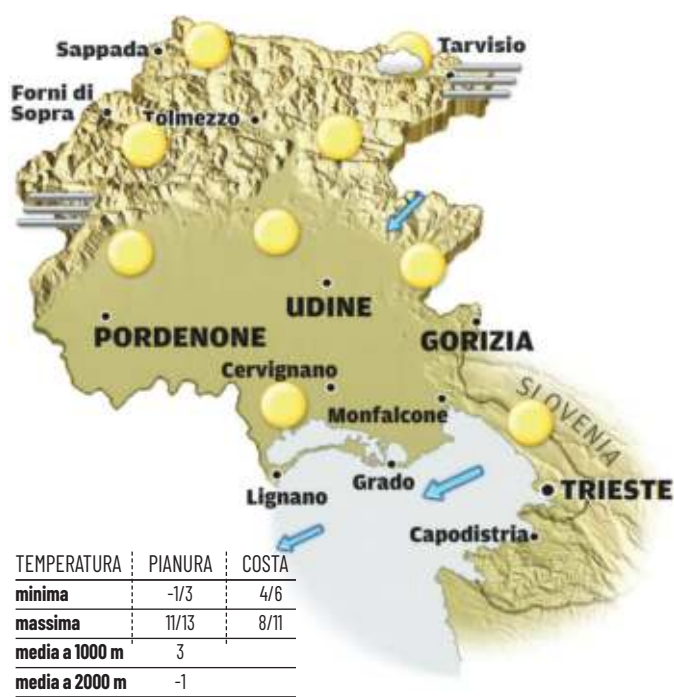 Sappada
Tarvisio
Forni di
Sopra
Tolmezzo
UDINE
PORDENONE
GORIZIA
Cervignano
SLOVENIA
Monfalcone
Grado
Lignano
TRIESTE
Capodistria
TEMPERATURA PIANURA COSTA
minima -1/3 4/6
massima 11/13 8/11
media a 1000 m 3
media a 2000 m -1